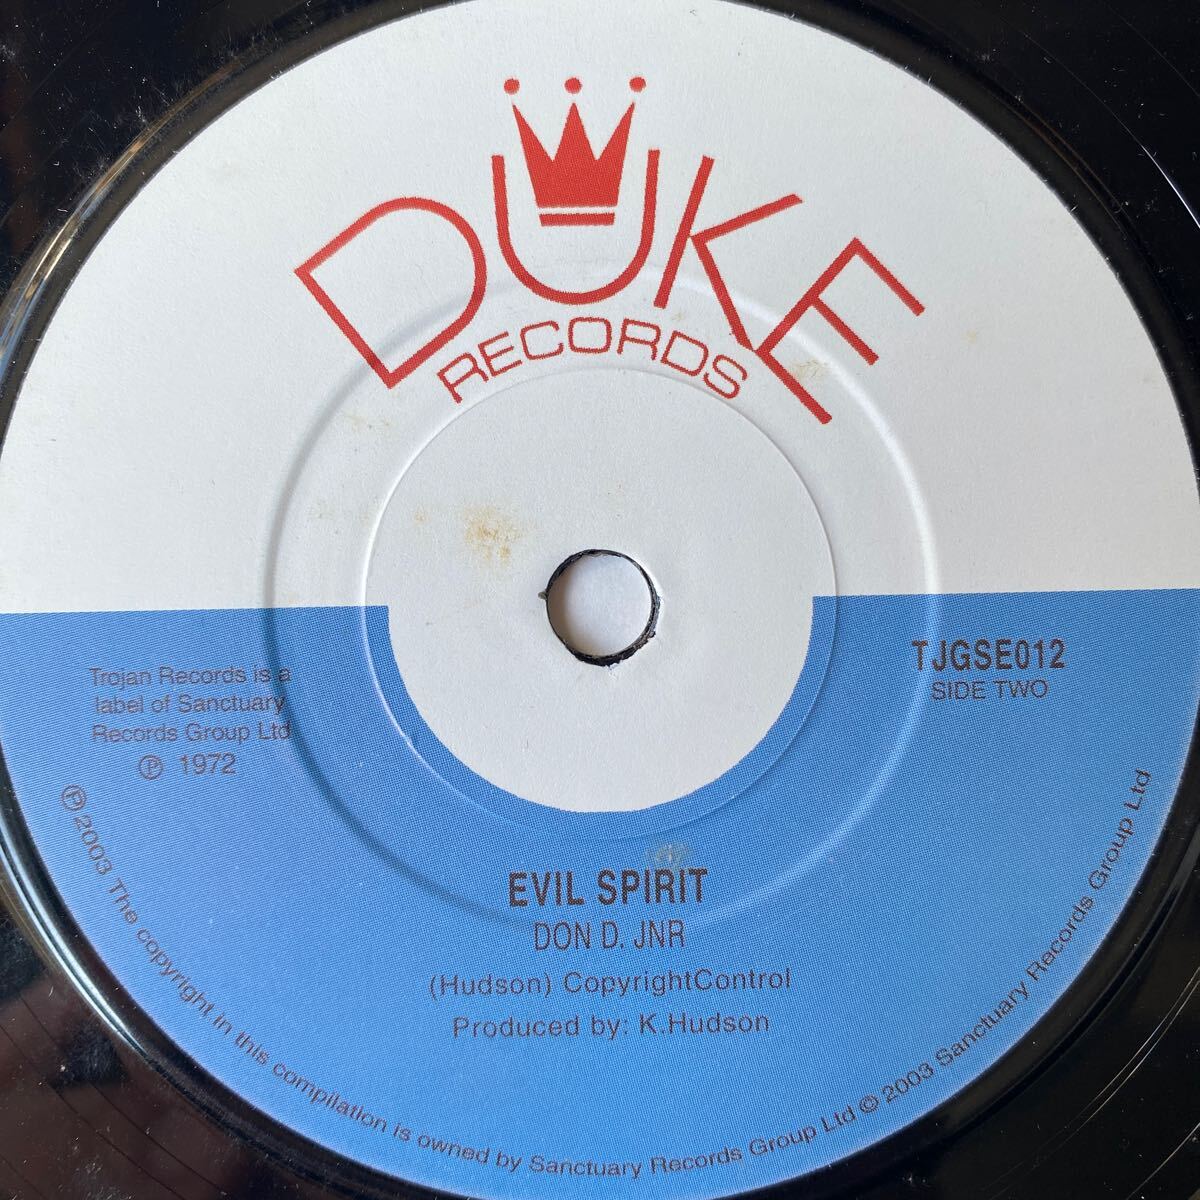 DUKE
RECORDS
TJGSE012
SIDE TWO
Trojan Records is a
label of Sanctuary
Records Group Ltd
℗ 1972
EVIL SPIRIT
DON D. JNR
(Hudson) CopyrightControl
Produced by: K.Hudson
℗ 2003 The copyright in this compilation is owned by Sanctuary Records Group Ltd © 2003 Sanctuary Records Group Ltd